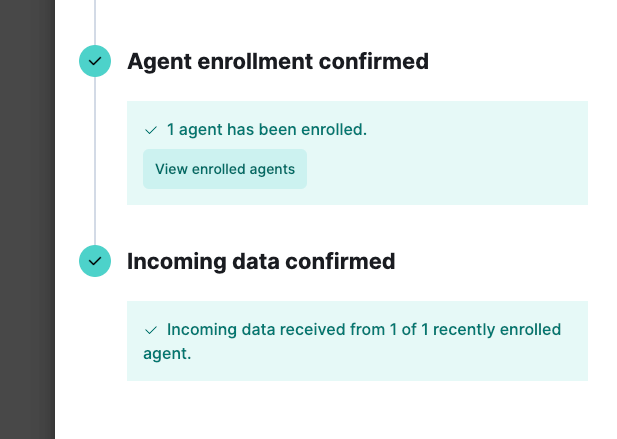 Agent enrollment confirmed
1 agent has been enrolled.
View enrolled agents
Incoming data confirmed
Incoming data received from 1 of 1 recently enrolled
agent.